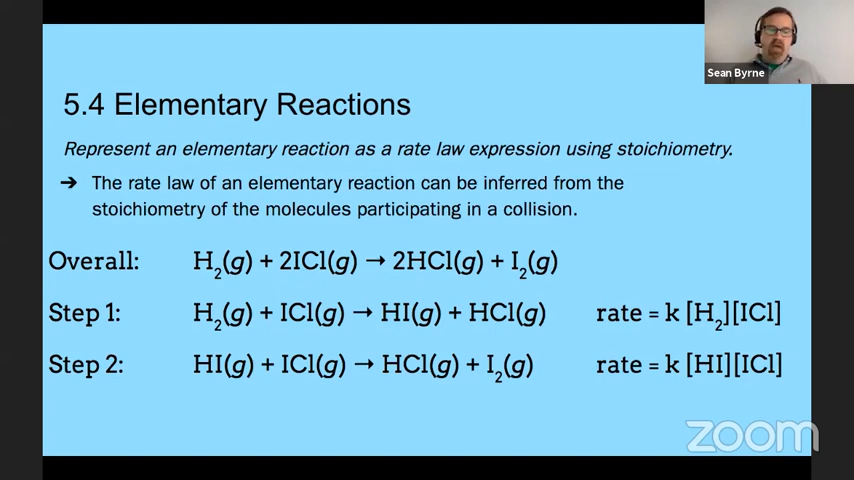 Sean Byrne
5.4 Elementary Reactions
Represent an elementary reaction as a rate law expression using stoichiometry.
➔ The rate law of an elementary reaction can be inferred from the
stoichiometry of the molecules participating in a collision.
Overall: H₂(g) + 2ICl(g) → 2HCl(g) + I₂(g)
Step 1: H₂(g) + ICl(g) → HI(g) + HCl(g) rate = k [H₂][ICl]
Step 2: HI(g) + ICl(g) → HCl(g) + I₂(g) rate = k [HI][ICl]
zoom